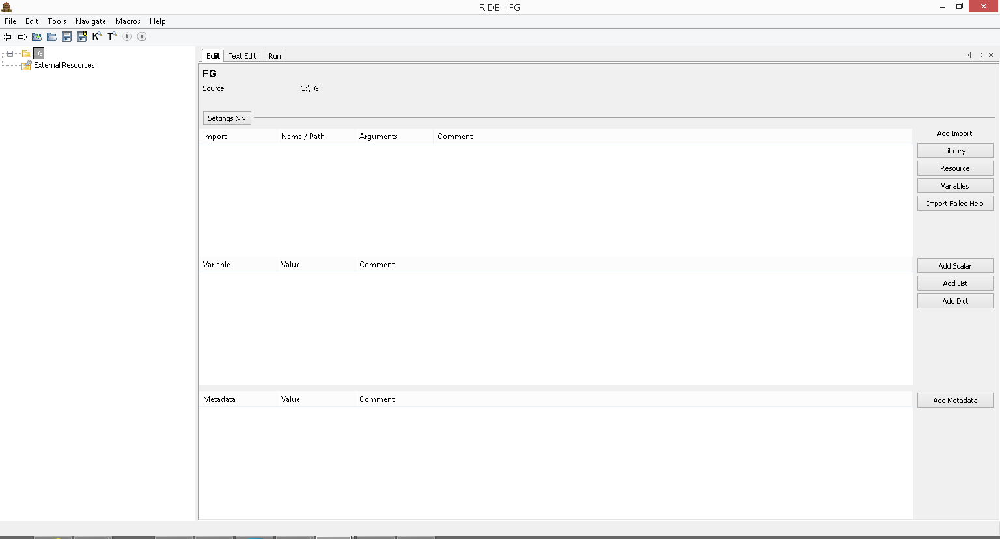 RIDE - FG
File Edit Tools Navigate Macros Help
K T
FG
External Resources
Edit Text Edit Run
FG
Source C:\FG
Settings >>
Import Name / Path Arguments Comment
Add Import
Library
Resource
Variables
Import Failed Help
Variable Value Comment
Add Scalar
Add List
Add Dict
Metadata Value Comment
Add Metadata